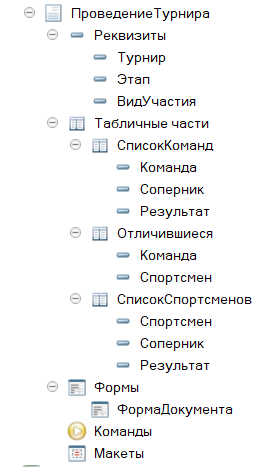 ПроведениеТурнира
Реквизиты
Турнир
Этап
ВидУчастия
Табличные части
СписокКоманд
Команда
Соперник
Результат
Отличившиеся
Команда
Спортсмен
СписокСпортсменов
Спортсмен
Соперник
Результат
Формы
ФормаДокумента
Команды
Макеты